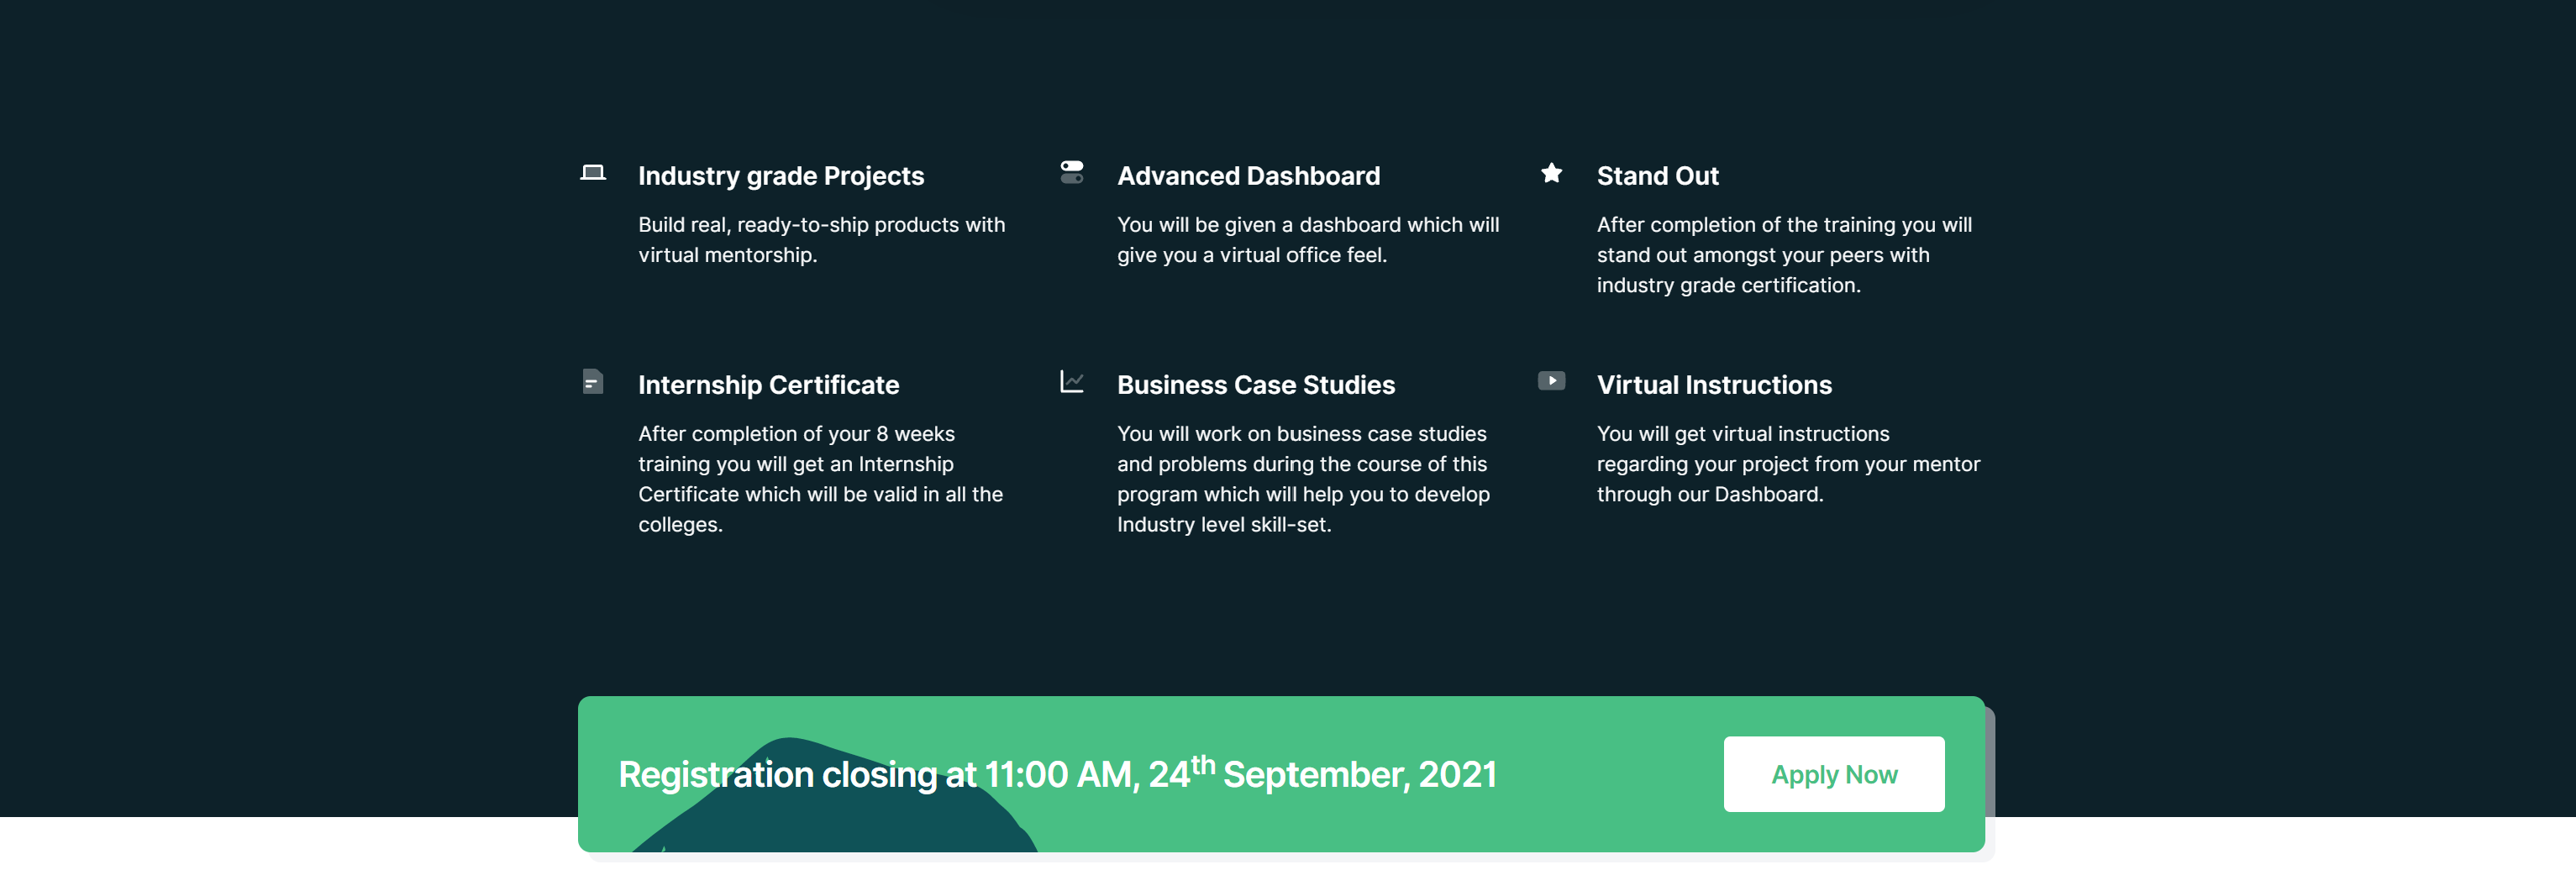 Industry grade Projects
Build real, ready-to-ship products with
virtual mentorship.
Advanced Dashboard
You will be given a dashboard which will
give you a virtual office feel.
Stand Out
After completion of the training you will
stand out amongst your peers with
industry grade certification.
Internship Certificate
After completion of your 8 weeks
training you will get an Internship
Certificate which will be valid in all the
colleges.
Business Case Studies
You will work on business case studies
and problems during the course of this
program which will help you to develop
Industry level skill-set.
Virtual Instructions
You will get virtual instructions
regarding your project from your mentor
through our Dashboard.
Registration closing at 11:00 AM, 24th September, 2021
Apply Now